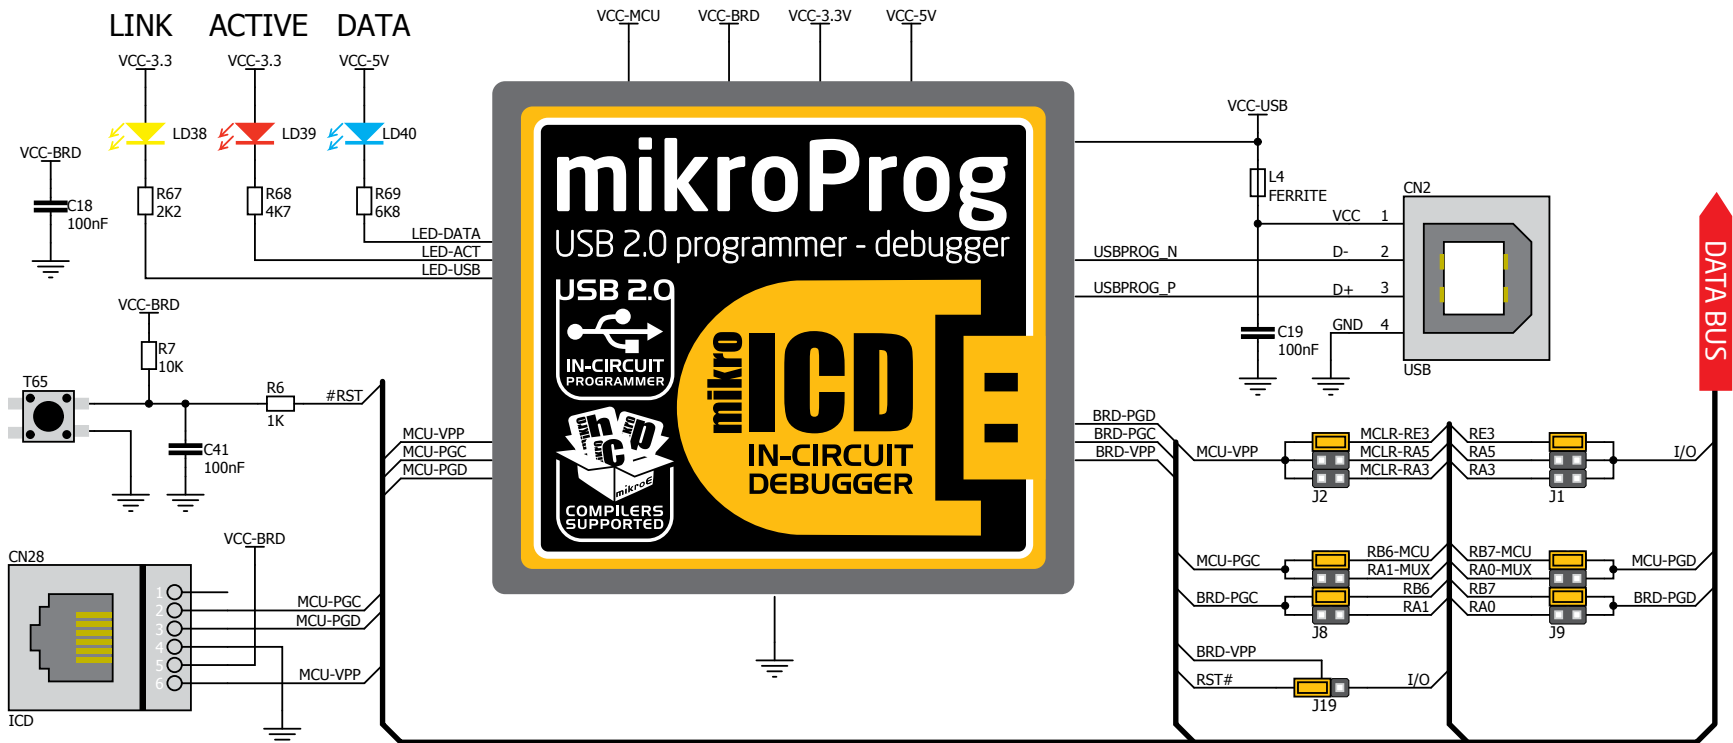 LINK ACTIVE DATA
VCC-3.3 VCC-3.3 VCC-5V
VCC-MCU VCC-BRD VCC-3.3V VCC-5V
LD38 LD39 LD40
VCC-BRD
C18
100nF
R67
2K2
R68
4K7
R69
6K8
LED-DATA
LED-ACT
LED-USB
mikroProg
USB 2.0 programmer - debugger
USB 2.0
IN-CIRCUIT
PROGRAMMER
mikroE
COMPILERS
SUPPORTED
mikro
ICD
IN-CIRCUIT
DEBUGGER
VCC-USB
L4
FERRITE
CN2
VCC 1
USBPROG_N D- 2
USBPROG_P D+ 3
GND 4
C19
100nF
USB
DATA BUS
VCC-BRD
R7
10K
T65
R6
1K
#RST
C41
100nF
MCU-VPP
MCU-PGC
MCU-PGD
BRD-PGD
BRD-PGC
BRD-VPP
MCU-VPP
MCLR-RE3
MCLR-RA5
MCLR-RA3
J2
RE3
RA5
RA3
J1
I/O
MCU-PGC
RB6-MCU
RA1-MUX
BRD-PGC
RB6
RA1
J8
RB7-MCU
RA0-MUX
RB7
RA0
J9
MCU-PGD
BRD-PGD
BRD-VPP
RST#
J19
I/O
CN28
VCC-BRD
1
2 MCU-PGC
3 MCU-PGD
4
5
6 MCU-VPP
ICD